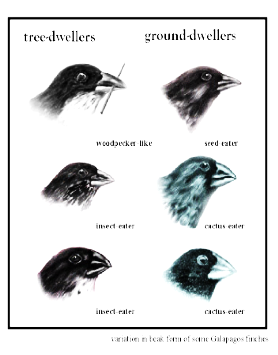 tree-dwellers
ground-dwellers
woodpecker-like
seed-eater
insect-eater
cactus-eater
insect-eater
cactus-eater
variation in beak form of some Galapagos finches